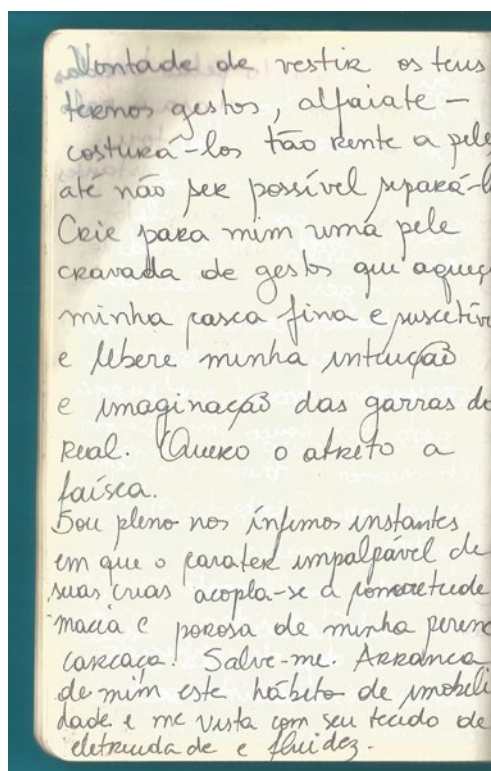 Vontade de vestir os teus
ternos gestos, alfaiate –
costurá-los tão rente a pele
até não ser possível separá-l
Crie para mim uma pele
cravada de gestos que aqueç
minha casca fina e suscetív
e libere minha intuição
e imaginação das garras do
real. Quero o atrito a
faísca.
Sou pleno nos ínfimos instantes
em que o carater impalpável de
suas crias acopla-se à concretude
macia e porosa de minha peren
carcaça. Salve-me. Arranca
de mim este hábito de imobili
dade e me vista com seu tecido de
eletricidade e fluidez.